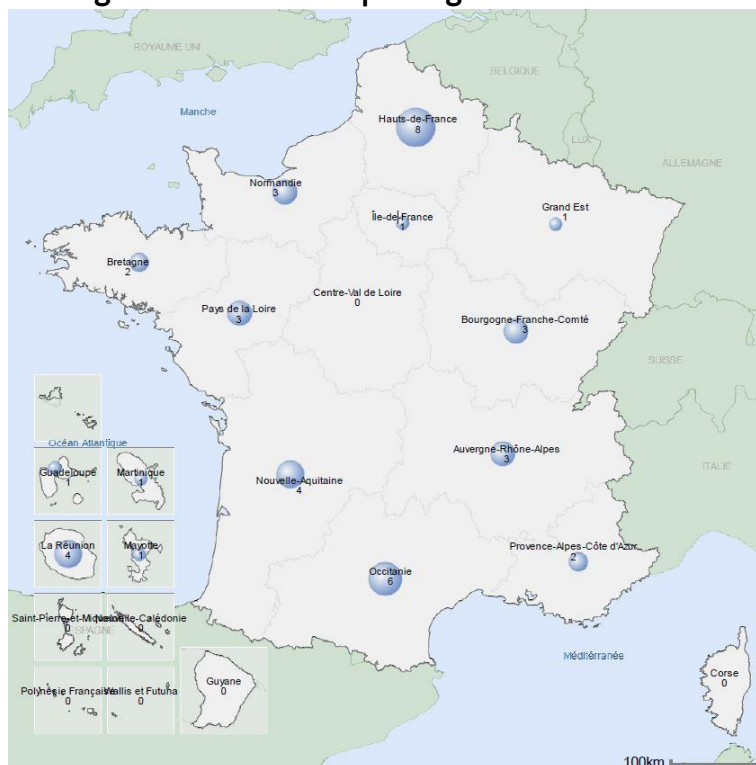 ROYAUME UNI
BELGIQUE
Manche
Hauts-de-France
8
LUX
ALLEMAGNE
Normandie
3
Île-de-France
1
Grand Est
1
Bretagne
2
Centre-Val de Loire
0
Pays de la Loire
3
Bourgogne-Franche-Comté
3
SUISSE
Océan Atlantique
Guadeloupe
1
Martinique
1
Auvergne-Rhône-Alpes
3
ITALIE
Nouvelle-Aquitaine
4
La Réunion
4
Mayotte
1
Provence-Alpes-Côte d'Azur
2
Occitanie
6
Saint-Pierre-et-Miquelon
0
Nouvelle-Calédonie
0
ESPAGNE
Méditérranée
Guyane
0
Corse
0
Polynésie Française
0
Wallis et Futuna
0
100km